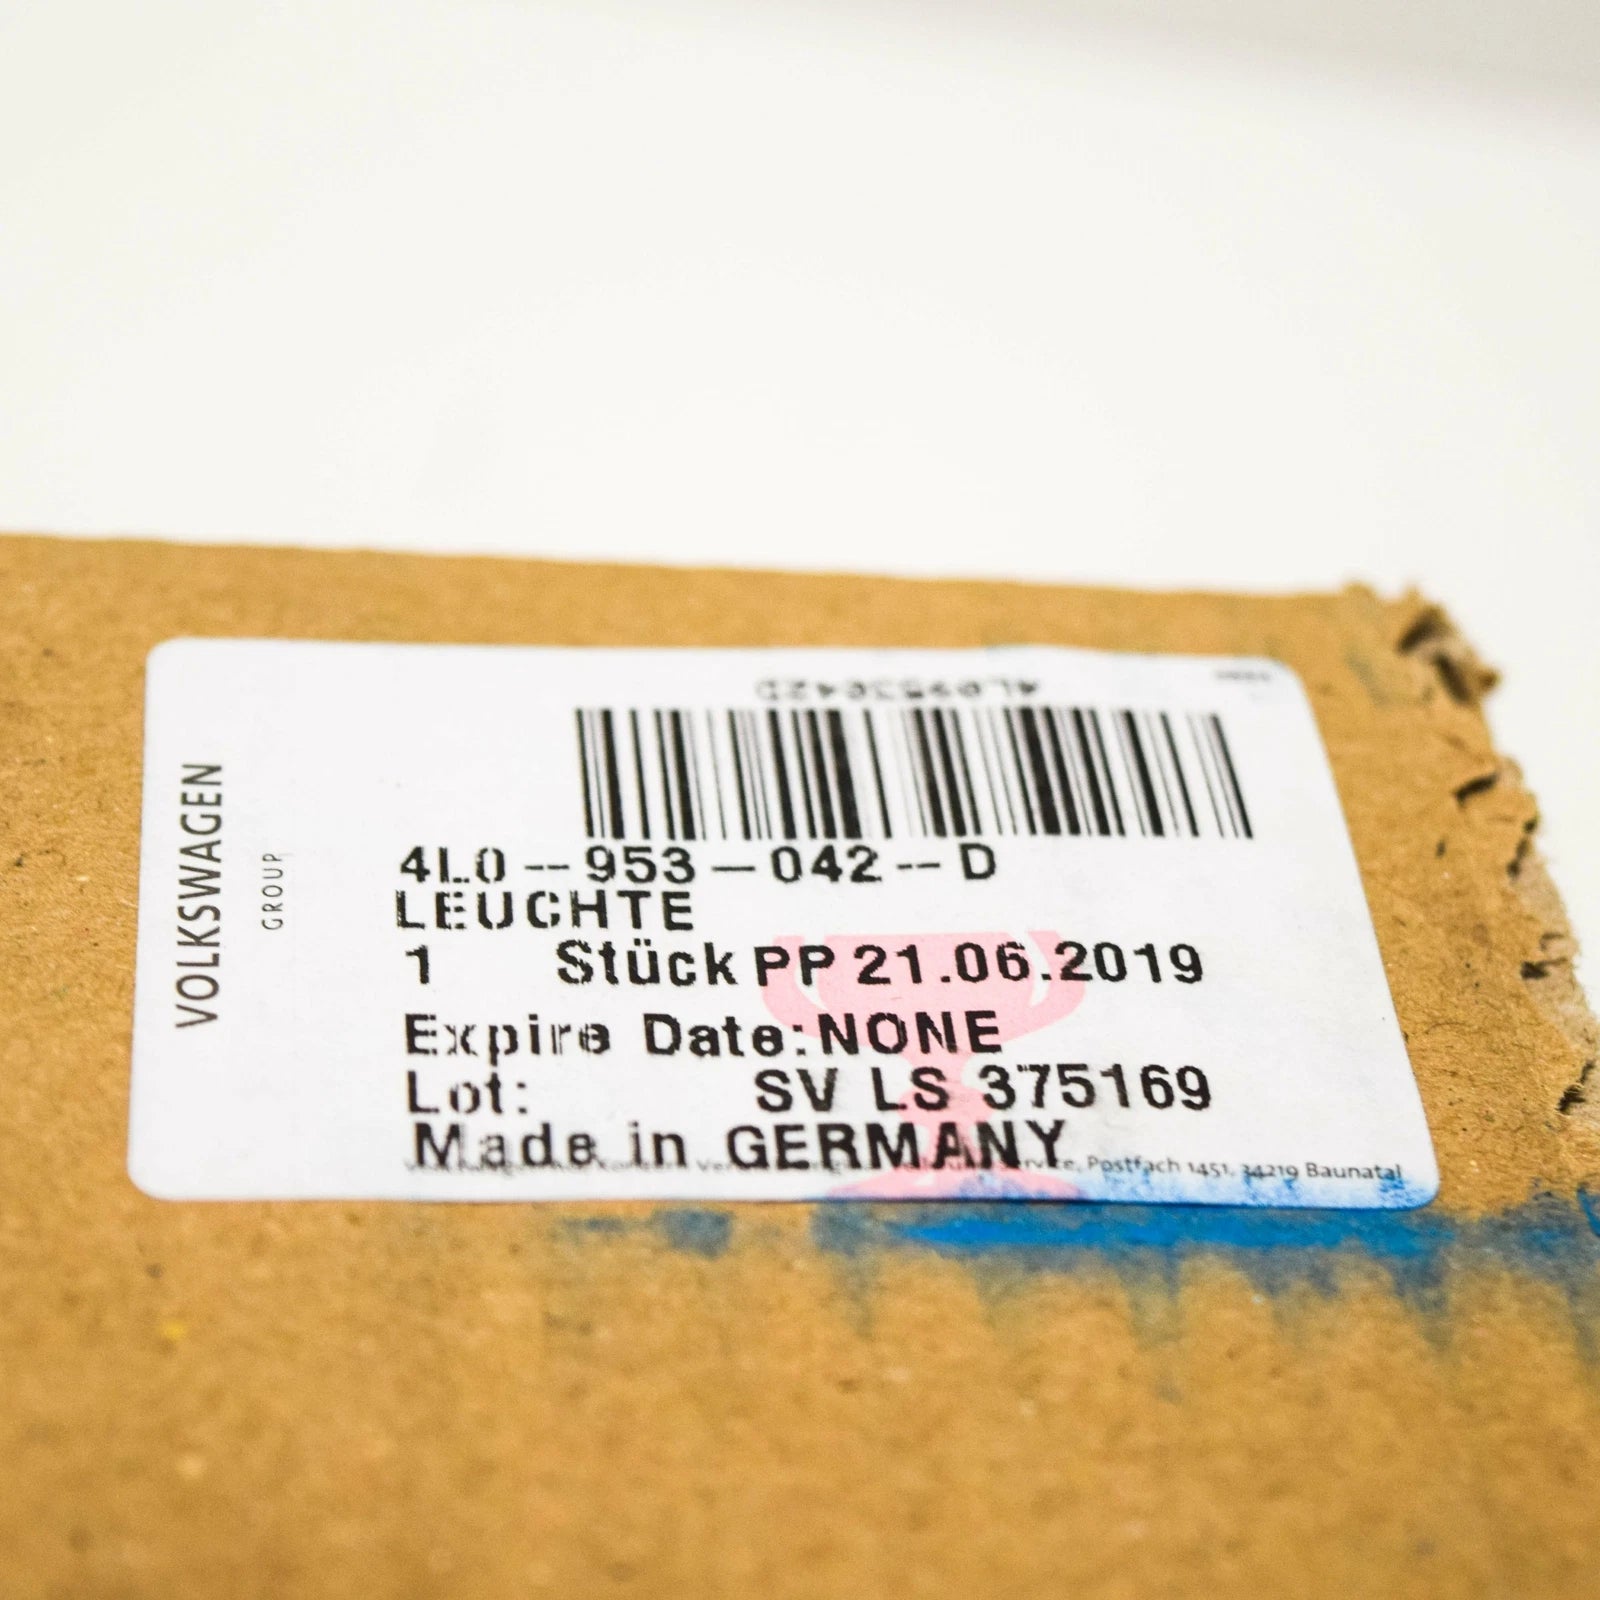 4L0953042D
VOLKSWAGEN
GROUP
4L0--953-042--D
LEUCHTE
1 Stück PP 21.06.2019
Expire Date:NONE
Lot: SV LS 375169
Made in GERMANY
Postfach 1451, 34219 Baunatal